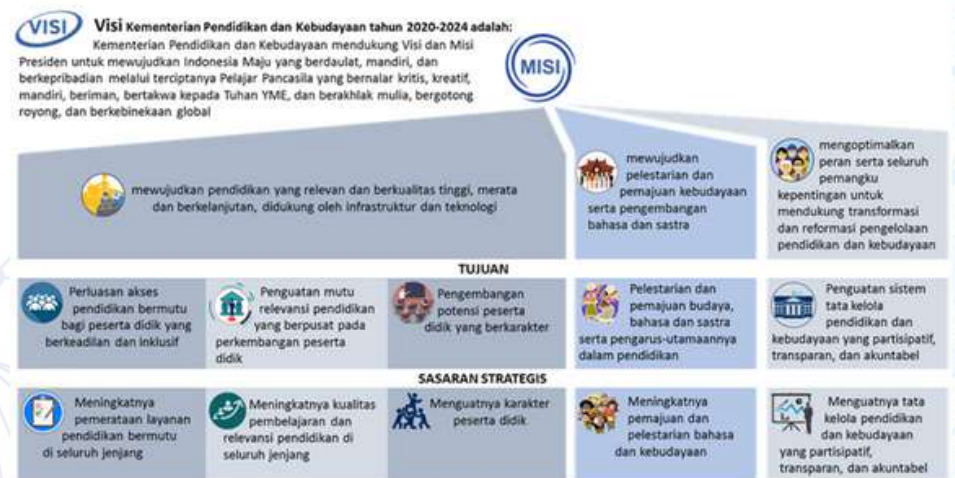 VISI
Visi Kementerian Pendidikan dan Kebudayaan tahun 2020-2024 adalah:
Kementerian Pendidikan dan Kebudayaan mendukung Visi dan Misi
Presiden untuk mewujudkan Indonesia Maju yang berdaulat, mandiri, dan
berkepribadian melalui terciptanya Pelajar Pancasila yang bernalar kritis, kreatif,
mandiri, beriman, bertakwa kepada Tuhan YME, dan berakhlak mulia, bergotong
royong, dan berkebinekaan global
MISI
mewujudkan pendidikan yang relevan dan berkualitas tinggi, merata
dan berkelanjutan, didukung oleh infrastruktur dan teknologi
mewujudkan
pelestarian dan
pemajuan kebudayaan
serta pengembangan
bahasa dan sastra
mengoptimalkan
peran serta seluruh
pemangku
kepentingan untuk
mendukung transformasi
dan reformasi pengelolaan
pendidikan dan kebudayaan
TUJUAN
Perluasan akses
pendidikan bermutu
bagi peserta didik yang
berkeadilan dan inklusif
Penguatan mutu
relevansi pendidikan
yang berpusat pada
perkembangan peserta
didik
Pengembangan
potensi peserta
didik yang berkarakter
Pelestarian dan
pemajuan budaya,
bahasa dan sastra
serta pengarus-utamaannya
dalam pendidikan
Penguatan sistem
tata kelola
pendidikan dan
kebudayaan yang partisipatif,
transparan, dan akuntabel
SASARAN STRATEGIS
Meningkatnya
pemerataan layanan
pendidikan bermutu
di seluruh jenjang
Meningkatnya kualitas
pembelajaran dan
relevansi pendidikan di
seluruh jenjang
Menguatnya karakter
peserta didik
Meningkatnya
pemajuan dan
pelestarian bahasa
dan kebudayaan
Menguatnya tata
kelola pendidikan
dan kebudayaan
yang partisipatif,
transparan, dan akuntabel